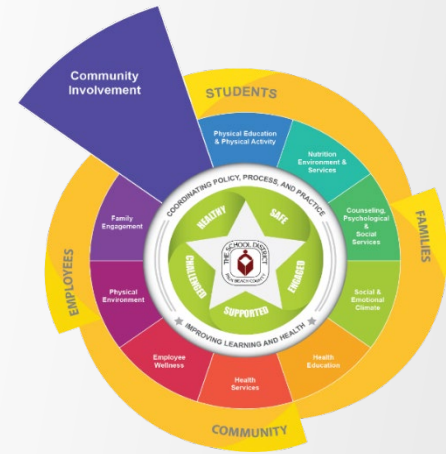 Community
Involvement
STUDENTS
Physical Education
& Physical Activity
Nutrition
Environment &
Services
Counseling,
Psychological
&
Social
Services
FAMILIES
Social &
Emotional
Climate
Health
Education
Health
Services
COMMUNITY
Employee
Wellness
Physical
Environment
EMPLOYEES
Family
Engagement
COORDINATING POLICY, PROCESS, AND PRACTICE
IMPROVING LEARNING AND HEALTH
HEALTHY
SAFE
ENGAGED
SUPPORTED
CHALLENGED
THE SCHOOL DISTRICT
PALM BEACH COUNTY